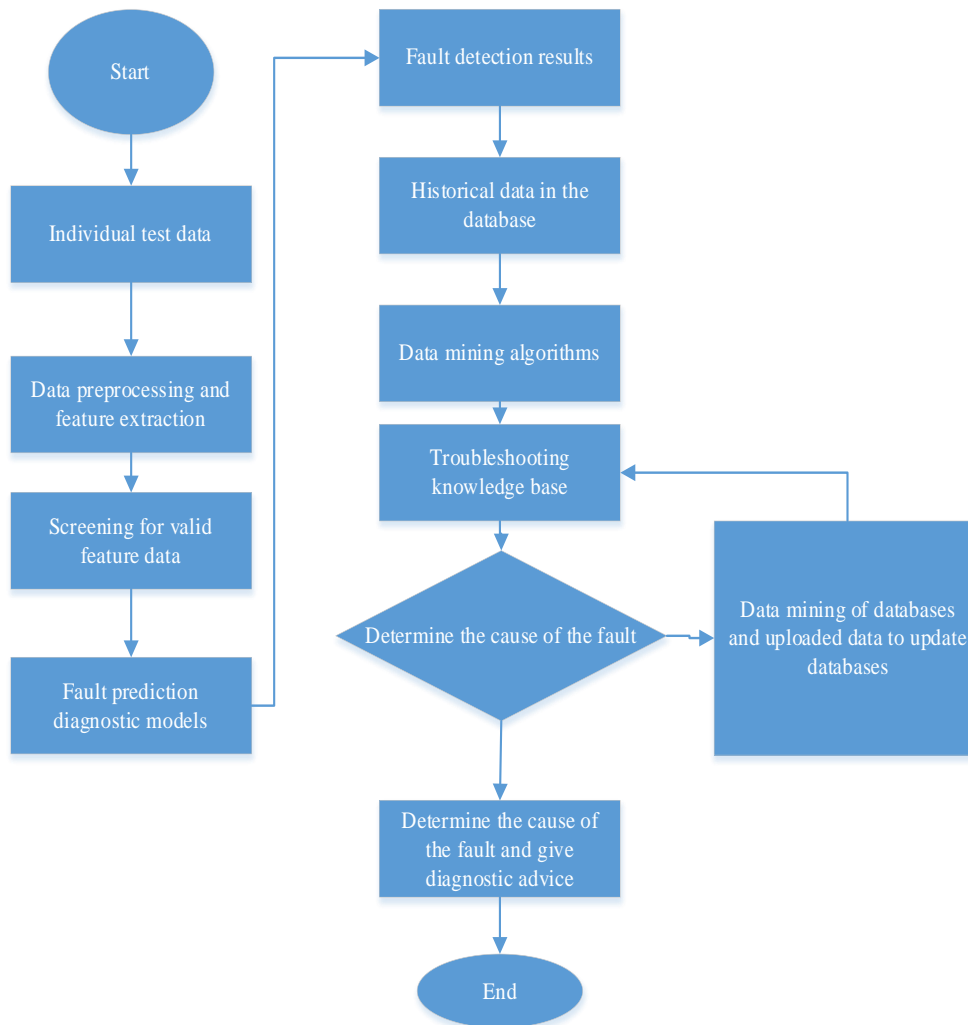 Start
Individual test data
Data preprocessing and
feature extraction
Screening for valid
feature data
Fault prediction
diagnostic models
Fault detection results
Historical data in the
database
Data mining algorithms
Troubleshooting
knowledge base
Determine the cause of the fault
Data mining of databases
and uploaded data to update
databases
Determine the cause of
the fault and give
diagnostic advice
End